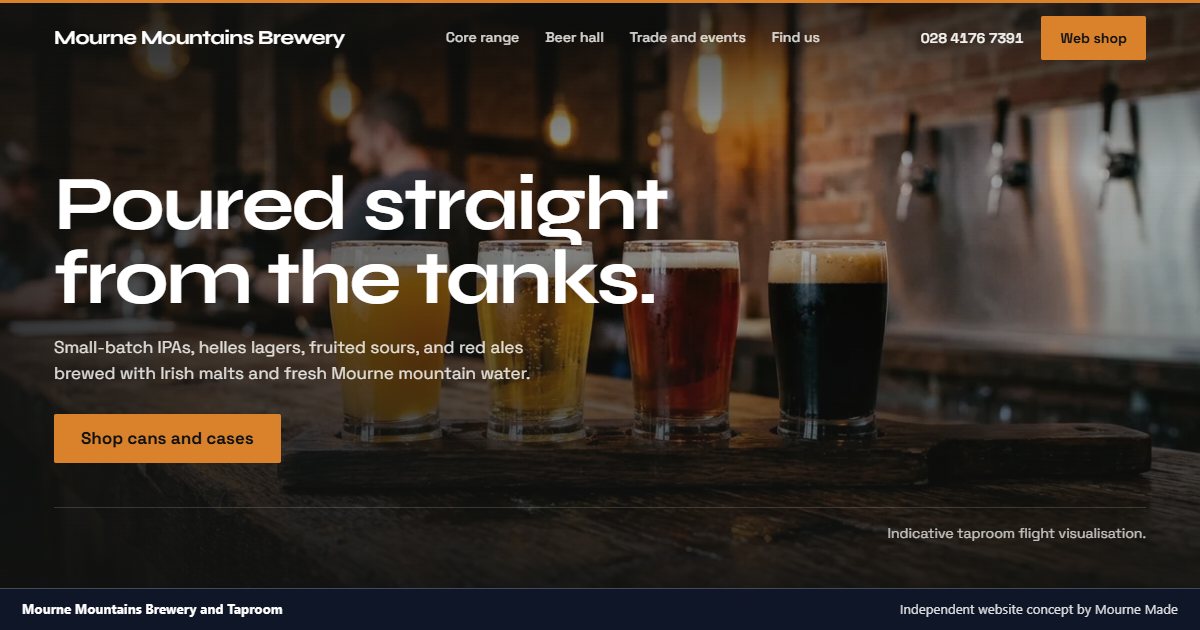 Mourne Mountains Brewery
Core range
Beer hall
Trade and events
Find us
028 4176 7391
Web shop
Poured straight
from the tanks.
Small-batch IPAs, helles lagers, fruited sours, and red ales
brewed with Irish malts and fresh Mourne mountain water.
Shop cans and cases
Indicative taproom flight visualisation.
Mourne Mountains Brewery and Taproom
Independent website concept by Mourne Made